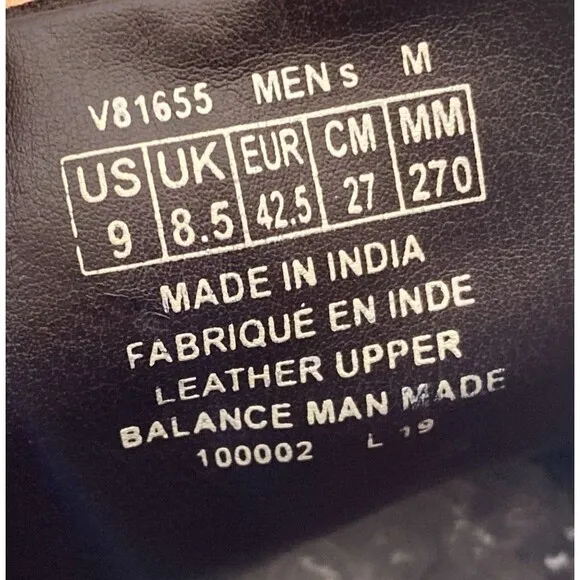 V81655 MEN s M
US UK EUR CM MM
9 8.5 42.5 27 270
MADE IN INDIA
FABRIQUÉ EN INDE
LEATHER UPPER
BALANCE MAN MADE
100002 L 19